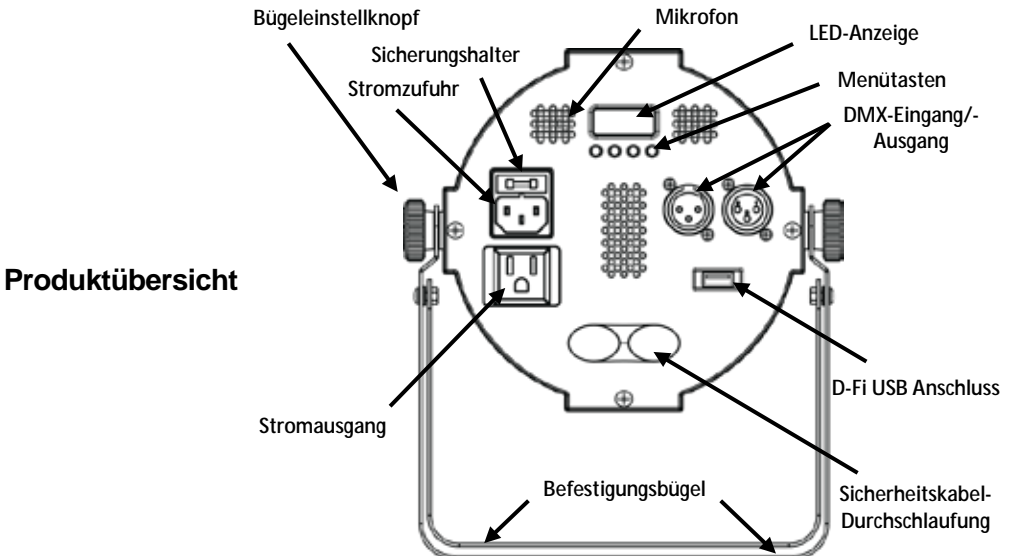 Bügeleinstellknopf
Mikrofon
LED-Anzeige
Sicherungshalter
Stromzufuhr
Menütasten
DMX-Eingang/-
Ausgang
Produktübersicht
D-Fi USB Anschluss
Stromausgang
Befestigungsbügel
Sicherheitskabel-
Durchschlaufung